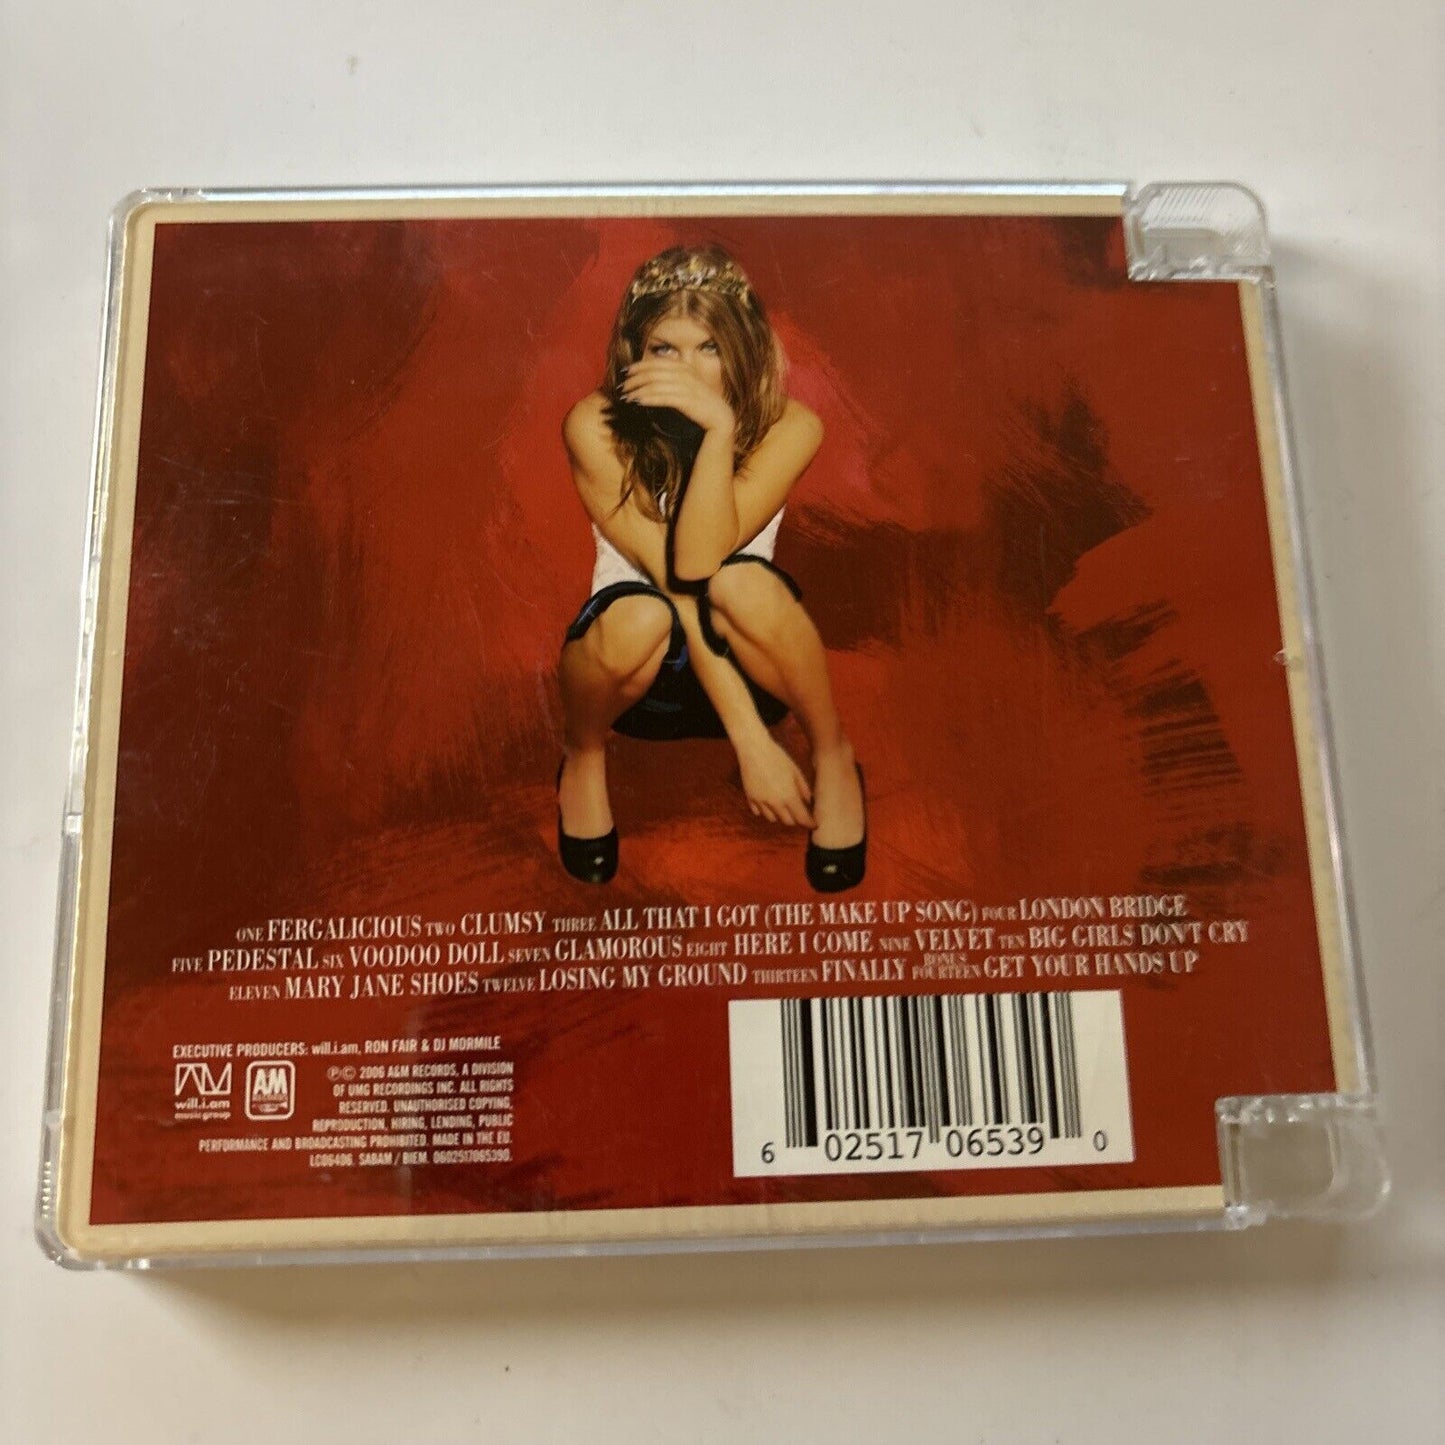 ONE FERGALICIOUS TWO CLUMSY THREE ALL THAT I GOT (THE MAKE UP SONG) FOUR LONDON BRIDGE
FIVE PEDESTAL SIX VOODOO DOLL SEVEN GLAMOROUS EIGHT HERE I COME NINE VELVET TEN BIG GIRLS DON'T CRY
ELEVEN MARY JANE SHOES TWELVE LOSING MY GROUND THIRTEEN FINALLY BONUS FOURTEEN GET YOUR HANDS UP
EXECUTIVE PRODUCERS: will.i.am, RON FAIR & DJ MORMILE
will.i.am
music group
AM
℗© 2006 A&M RECORDS, A DIVISION
OF UMG RECORDINGS INC. ALL RIGHTS
RESERVED. UNAUTHORISED COPYING,
REPRODUCTION, HIRING, LENDING, PUBLIC
PERFORMANCE AND BROADCASTING PROHIBITED. MADE IN THE EU.
LC06406. SABAM / BIEM. 0602517065390.
6 02517 06539 0